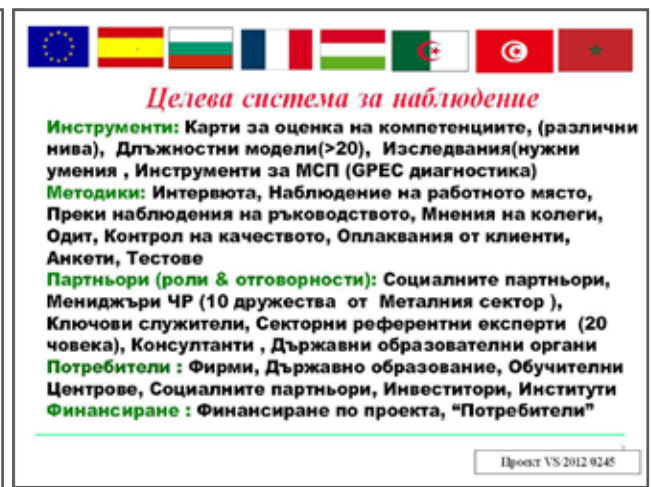 Целева система за наблюдение
Инструменти: Карти за оценка на компетенциите, (различни
нива), Длъжностни модели(>20), Изследвания(нужни
умения , Инструменти за МСП (GPEC диагностика)
Методики: Интервюта, Наблюдение на работното място,
Преки наблюдения на ръководството, Мнения на колеги,
Одит, Контрол на качеството, Оплаквания от клиенти,
Анкети, Тестове
Партньори (роли & отговорности): Социалните партньори,
Мениджъри ЧР (10 дружества от Металния сектор ),
Ключови служители, Секторни референтни експерти (20
човека), Консултанти , Държавни образователни органи
Потребители : Фирми, Държавно образование, Обучителни
Центрове, Социалните партньори, Инвеститори, Институти
Финансиране : Финансиране по проекта, “Потребители”
Проект VS/2012/0245